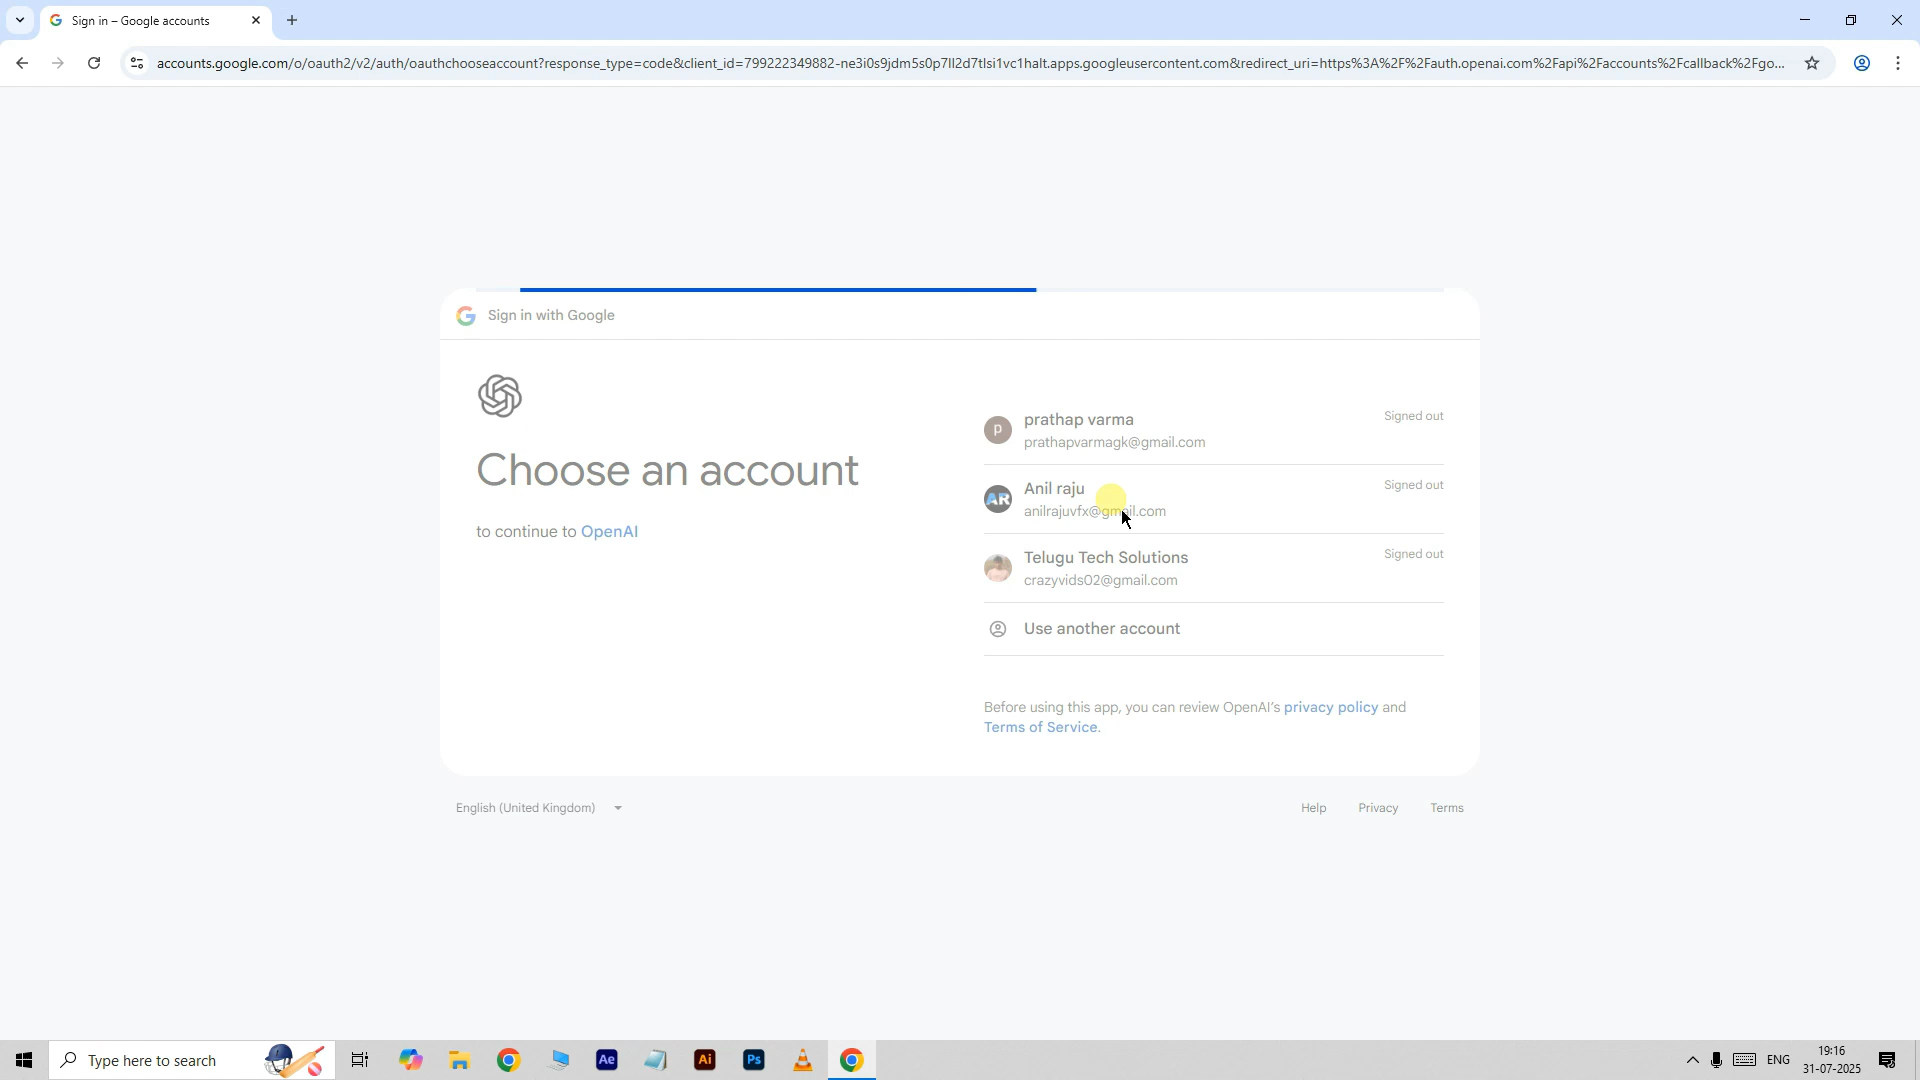 Sign in – Google accounts
accounts.google.com/o/oauth2/v2/auth/oauthchooseaccount?response_type=code&client_id=799222349882-ne3i0s9jdm5s0p7ll2d7tlsi1vc1halt.apps.googleusercontent.com&redirect_uri=https%3A%2F%2Fauth.openai.com%2Fapi%2Faccounts%2Fcallback%2Fgo...
Sign in with Google
Choose an account
to continue to OpenAI
P
prathap varma
Signed out
prathapvarmagk@gmail.com
AR
Anil raju
Signed out
anilrajuvfx@gmail.com
Telugu Tech Solutions
Signed out
crazyvids02@gmail.com
Use another account
Before using this app, you can review OpenAI's privacy policy and
Terms of Service.
English (United Kingdom)
Help
Privacy
Terms
Type here to search
Ae
Ai
Ps
ENG
19:16
31-07-2025